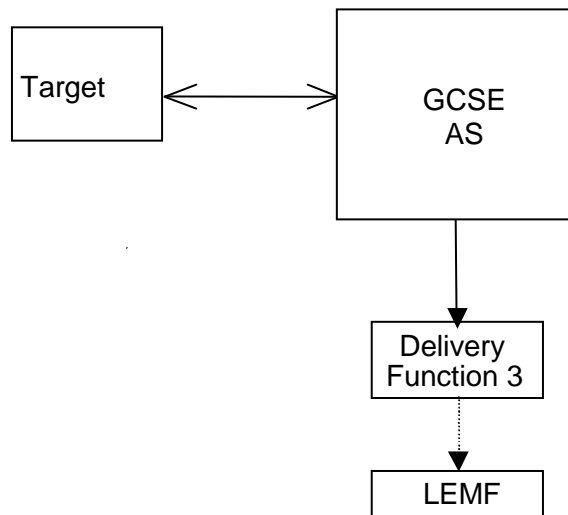 Target
GCSE
AS
Delivery
Function 3
LEMF